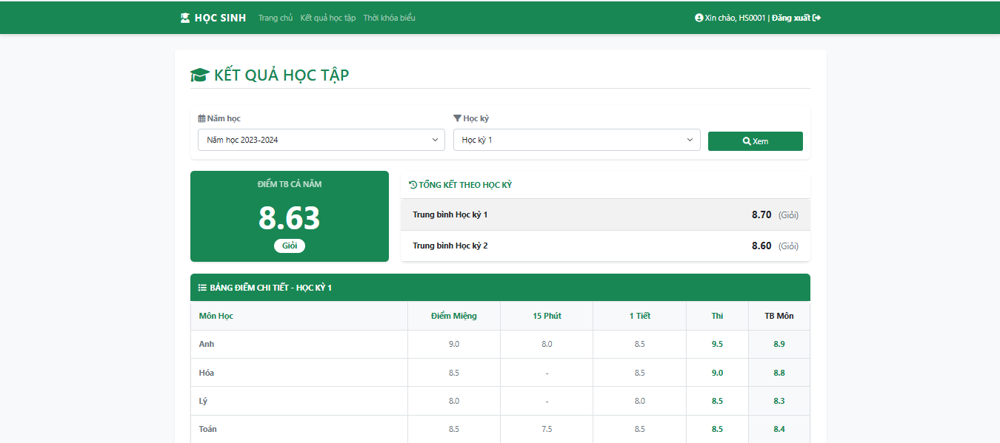 HỌC SINH Trang chủ Kết quả học tập Thời khóa biểu Xin chào, HS0001 | Đăng xuất
KẾT QUẢ HỌC TẬP
Năm học Học kỳ
Năm học 2023-2024 Học kỳ 1 Xem
ĐIỂM TB CẢ NĂM
8.63
Giỏi
TỔNG KẾT THEO HỌC KỲ
Trung bình Học kỳ 1 8.70 (Giỏi)
Trung bình Học kỳ 2 8.60 (Giỏi)
BẢNG ĐIỂM CHI TIẾT - HỌC KỲ 1
Môn Học Điểm Miệng 15 Phút 1 Tiết Thi TB Môn
Anh 9.0 8.0 8.5 9.5 8.9
Hóa 8.5 - 8.5 9.0 8.8
Lý 8.0 - 8.0 8.5 8.3
Toán 8.5 7.5 8.5 8.5 8.4